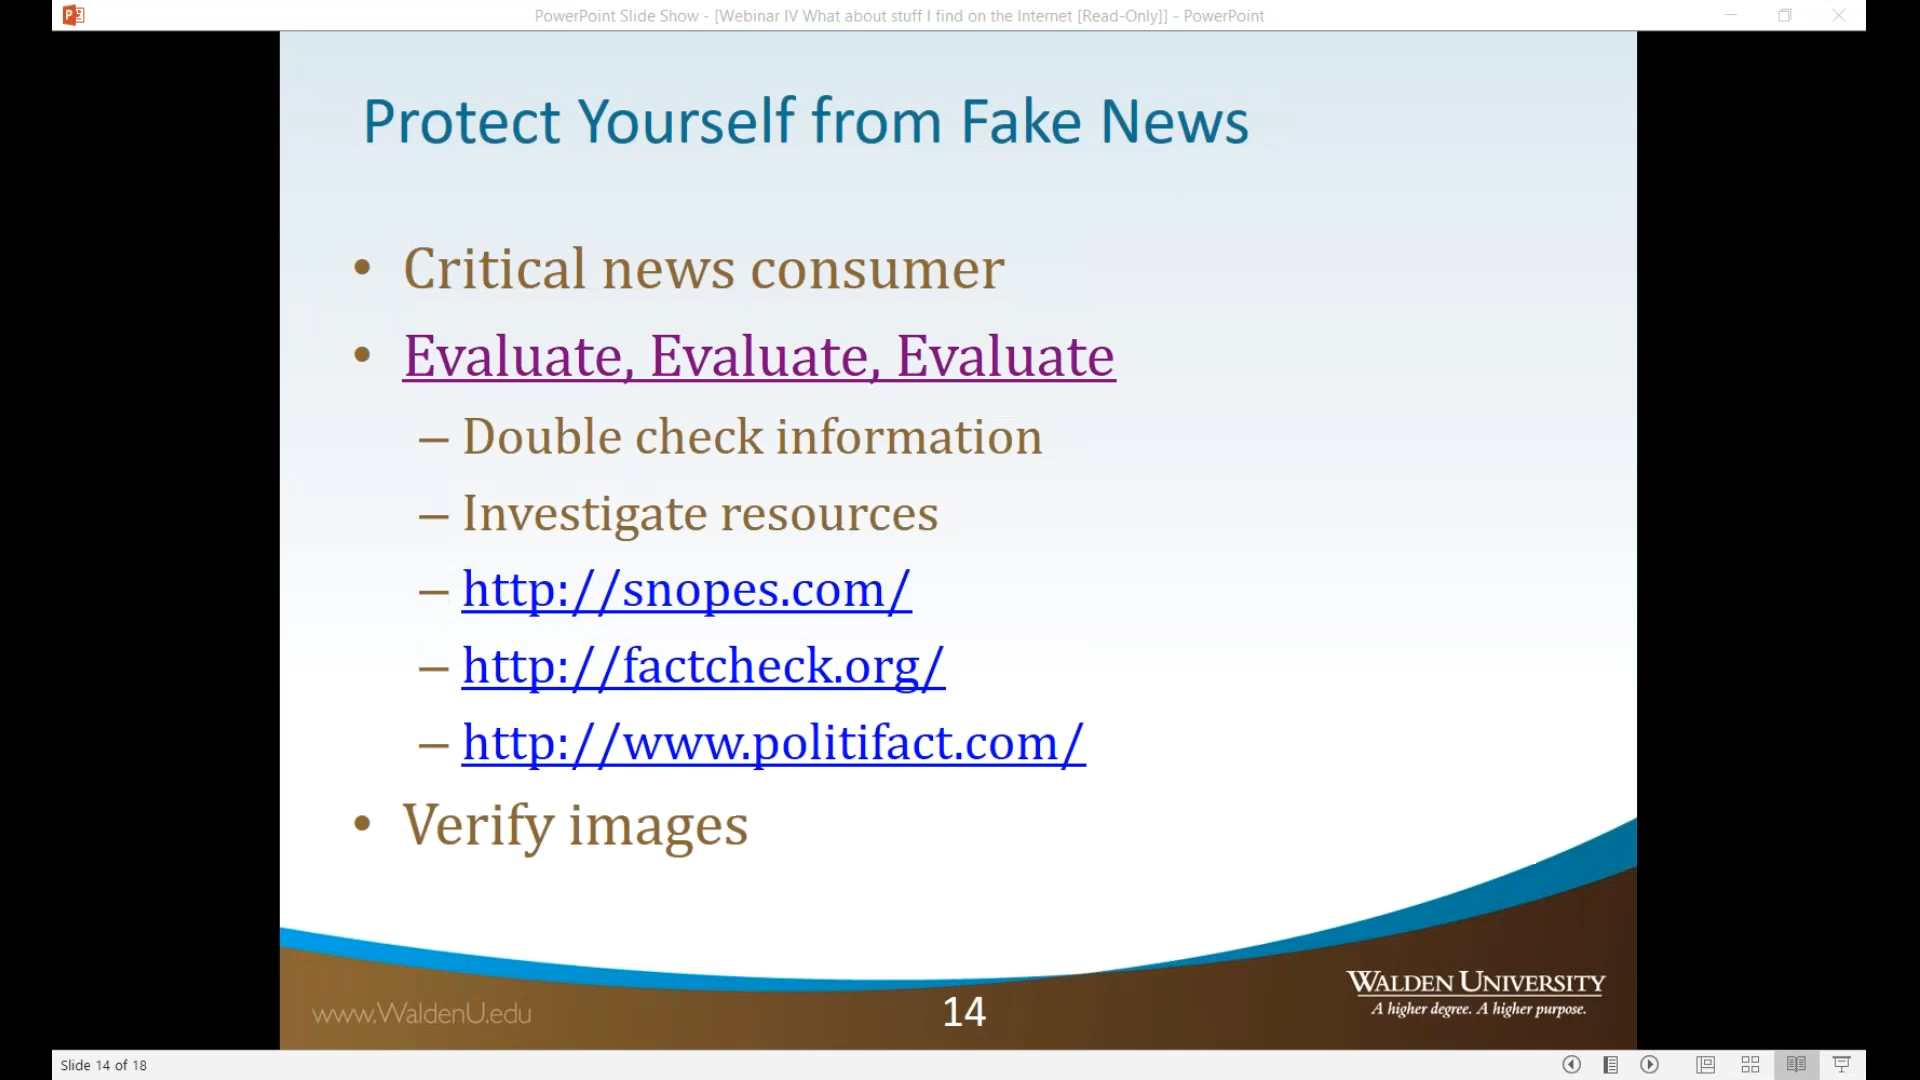 PowerPoint Slide Show - [Webinar IV What about stuff I find on the Internet [Read-Only]] - PowerPoint
Protect Yourself from Fake News
• Critical news consumer
• Evaluate, Evaluate, Evaluate
– Double check information
– Investigate resources
– http://snopes.com/
– http://factcheck.org/
– http://www.politifact.com/
• Verify images
www.WaldenU.edu
14
WALDEN UNIVERSITY
A higher degree. A higher purpose.
Slide 14 of 18